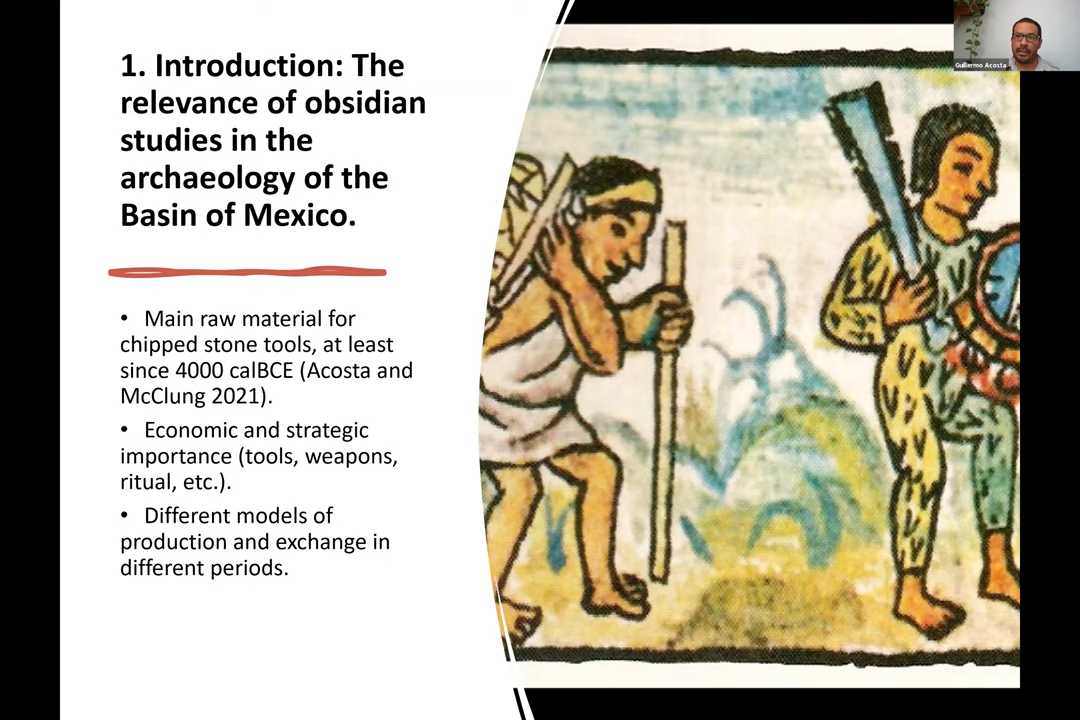 1. Introduction: The
relevance of obsidian
studies in the
archaeology of the
Basin of Mexico.
• Main raw material for
chipped stone tools, at least
since 4000 calBCE (Acosta and
McClung 2021).
• Economic and strategic
importance (tools, weapons,
ritual, etc.).
• Different models of
production and exchange in
different periods.
Guillermo Acosta